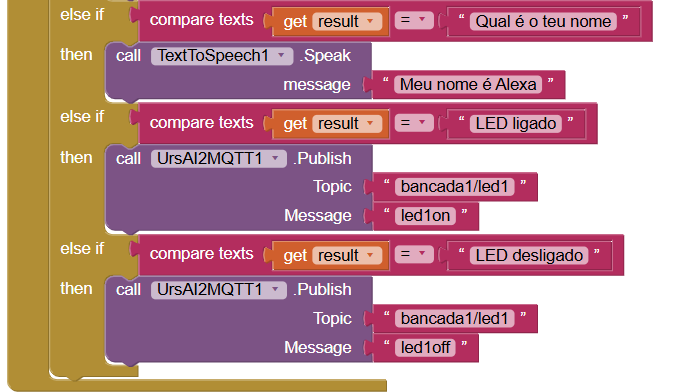 else if compare texts get result = " Qual é o teu nome "
then call TextToSpeech1 .Speak
message " Meu nome é Alexa "
else if compare texts get result = " LED ligado "
then call UrsAI2MQTT1 .Publish
Topic " bancada1/led1 "
Message " led1on "
else if compare texts get result = " LED desligado "
then call UrsAI2MQTT1 .Publish
Topic " bancada1/led1 "
Message " led1off "